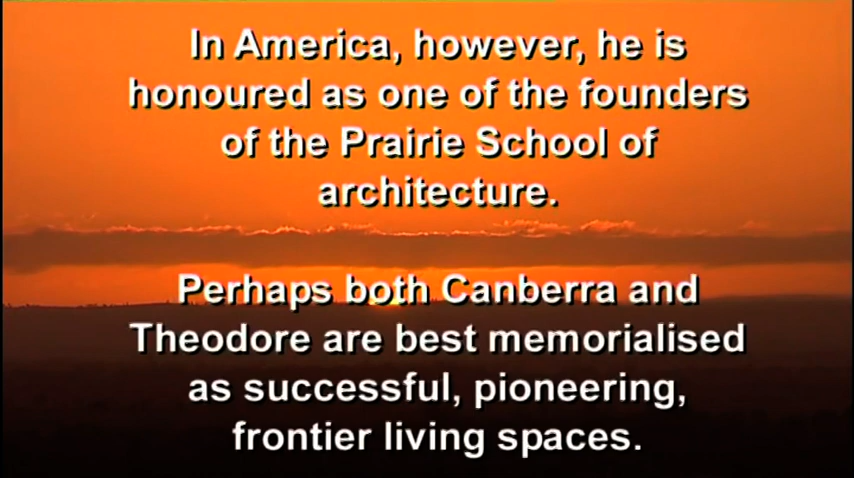 In America, however, he is
honoured as one of the founders
of the Prairie School of
architecture.
Perhaps both Canberra and
Theodore are best memorialised
as successful, pioneering,
frontier living spaces.